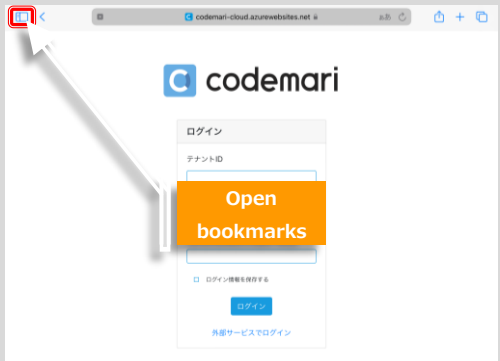 codemari-cloud.azurewebsites.net
ぁあ
codemari
ログイン
テナントID
Open
bookmarks
ログイン情報を保存する
ログイン
外部サービスでログイン